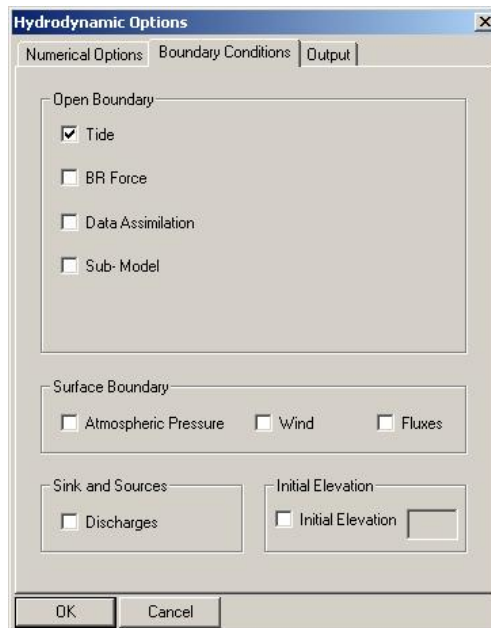 Hydrodynamic Options
Numerical Options Boundary Conditions Output
Open Boundary
Tide
BR Force
Data Assimilation
Sub- Model
Surface Boundary
Atmospheric Pressure Wind Fluxes
Sink and Sources Initial Elevation
Discharges Initial Elevation
OK Cancel